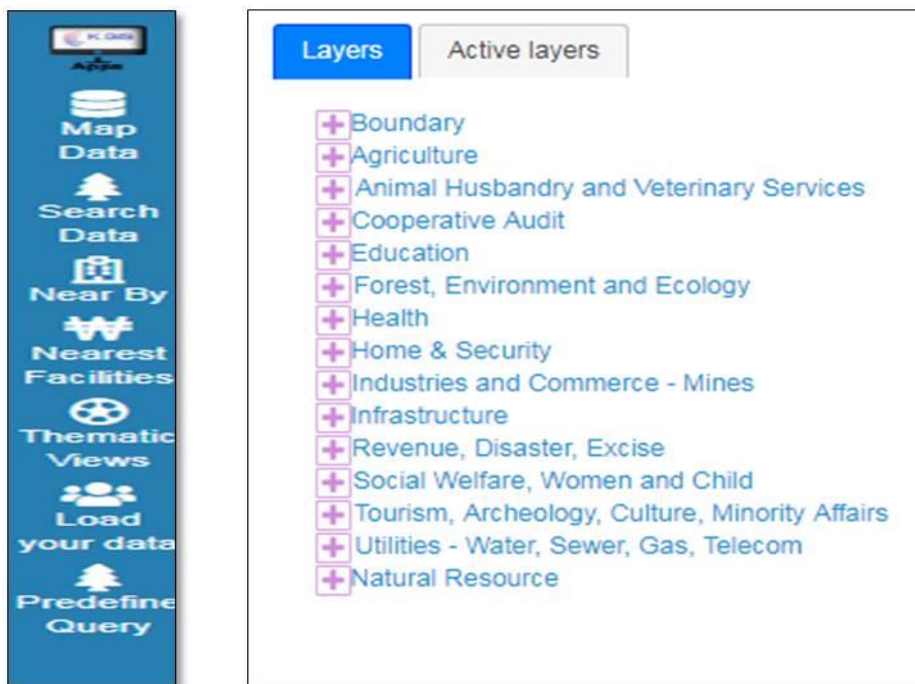 Apps
Map
Data
Search
Data
Near By
Nearest
Facilities
Thematic
Views
Load
your data
Predefine
Query
Layers
Active layers
Boundary
Agriculture
Animal Husbandry and Veterinary Services
Cooperative Audit
Education
Forest, Environment and Ecology
Health
Home & Security
Industries and Commerce - Mines
Infrastructure
Revenue, Disaster, Excise
Social Welfare, Women and Child
Tourism, Archeology, Culture, Minority Affairs
Utilities - Water, Sewer, Gas, Telecom
Natural Resource